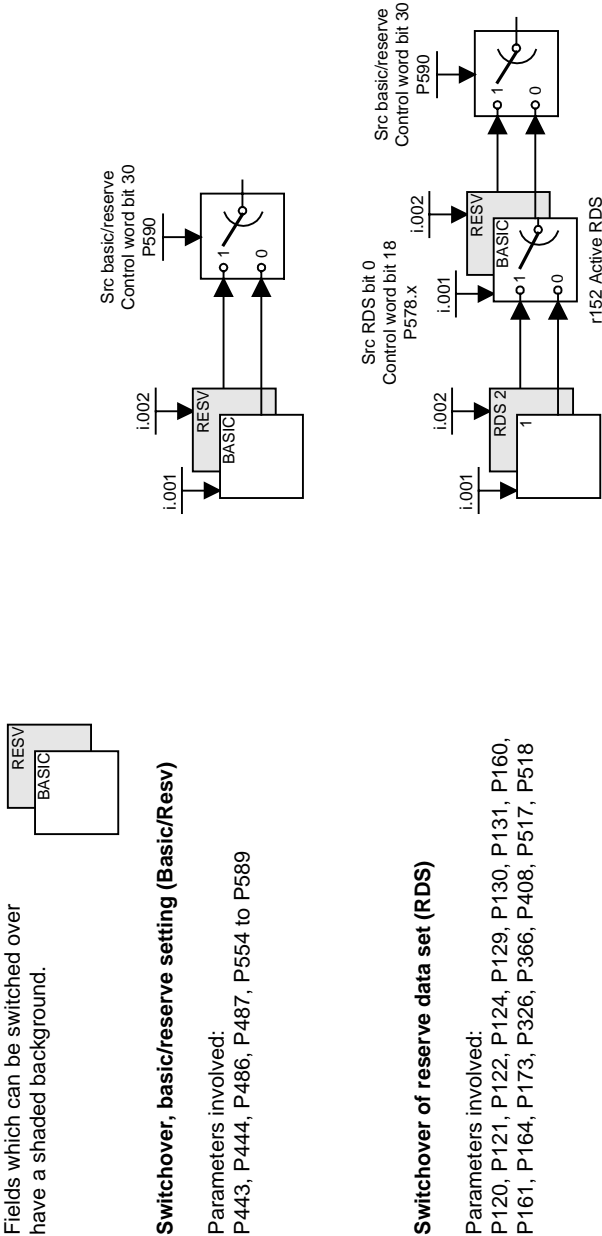 Fields which can be switched over
have a shaded background.
RESV
BASIC
Switchover, basic/reserve setting (Basic/Resv)
Parameters involved:
P443, P444, P486, P487, P554 to P589
i.001
i.002
RESV
BASIC
Src basic/reserve
Control word bit 30
P590
1
0
Switchover of reserve data set (RDS)
Parameters involved:
P120, P121, P122, P124, P129, P130, P131, P160,
P161, P164, P173, P326, P366, P408, P517, P518
i.001
i.002
RDS 2
1
Src RDS bit 0
Control word bit 18
P578.x
i.001
i.002
RESV
BASIC
1
0
r152 Active RDS
Src basic/reserve
Control word bit 30
P590
1
0